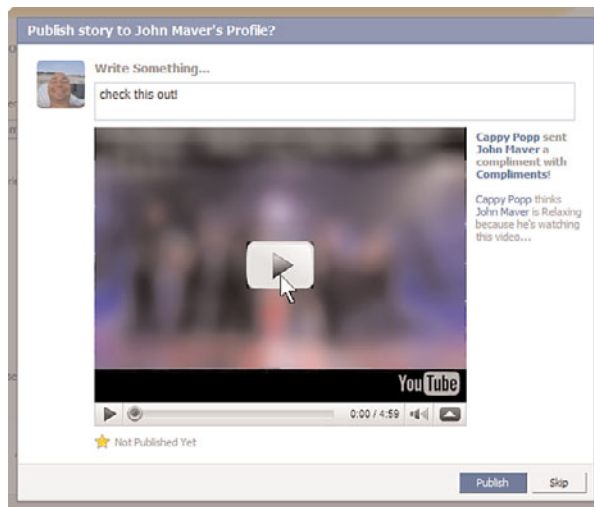 Publish story to John Maver's Profile?
Write Something...
check this out!
Cappy Popp sent
John Maver a
compliment with
Compliments!
Cappy Popp thinks
John Maver is Relaxing
because he's watching
this video...
YouTube
0:00 / 4:59
Not Published Yet
Publish
Skip